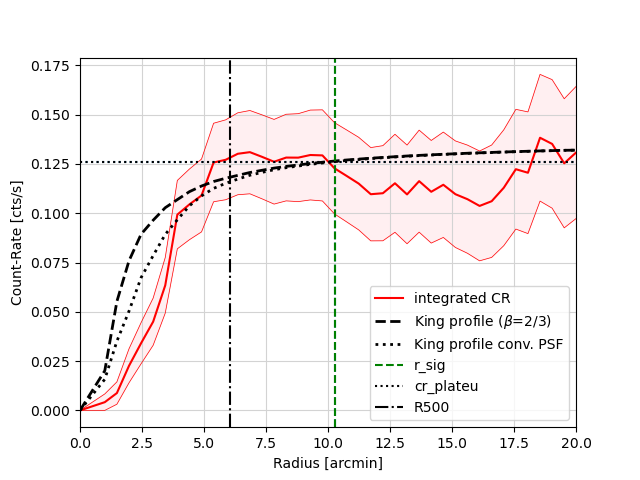 0.175
0.150
0.125
0.100
0.075
0.050
0.025
0.000
Count-Rate [cts/s]
integrated CR
King profile (β=2/3)
King profile conv. PSF
r_sig
cr_plateu
R500
0.0 2.5 5.0 7.5 10.0 12.5 15.0 17.5 20.0
Radius [arcmin]